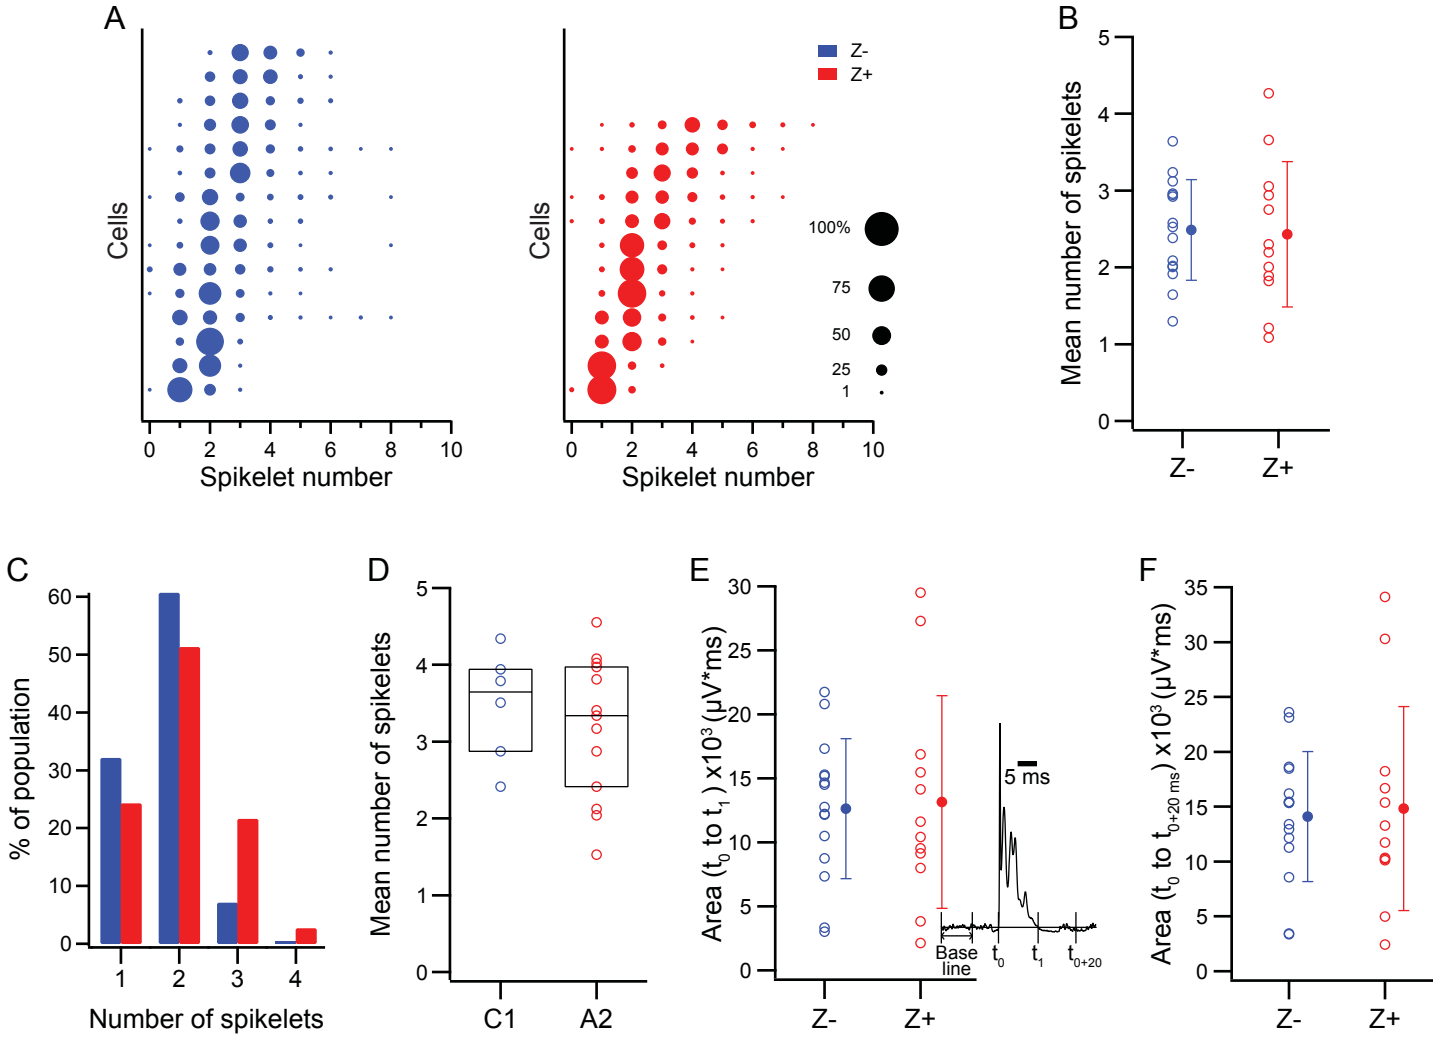 A
Cells
0 2 4 6 8 10
Spikelet number
Z-
Z+
Cells
100%
75
50
25
1
0 2 4 6 8 10
Spikelet number
B
Mean number of spikelets
5
4
3
2
1
0
Z- Z+
C
% of population
60
50
40
30
20
10
0
1 2 3 4
Number of spikelets
D
Mean number of spikelets
5
4
3
2
1
0
C1 A2
E
Area (t0 to t1 ) x10³ (µV*ms)
30
25
20
15
10
5
0
5 ms
Base
line
t0 t1 t0+20
Z- Z+
F
Area (t0 to t0+20 ms) x10³ (µV*ms)
35
30
25
20
15
10
5
0
Z- Z+